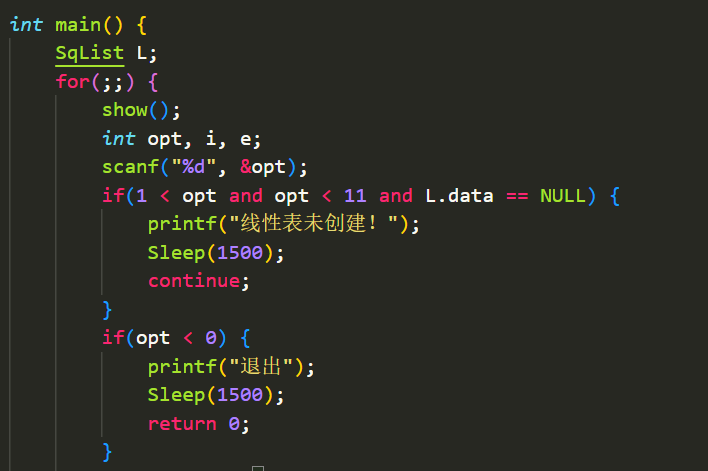 int main() {
    SqList L;
    for(;;) {
        show();
        int opt, i, e;
        scanf("%d", &opt);
        if(1 < opt and opt < 11 and L.data == NULL) {
            printf("线性表未创建！");
            Sleep(1500);
            continue;
        }
        if(opt < 0) {
            printf("退出");
            Sleep(1500);
            return 0;
        }